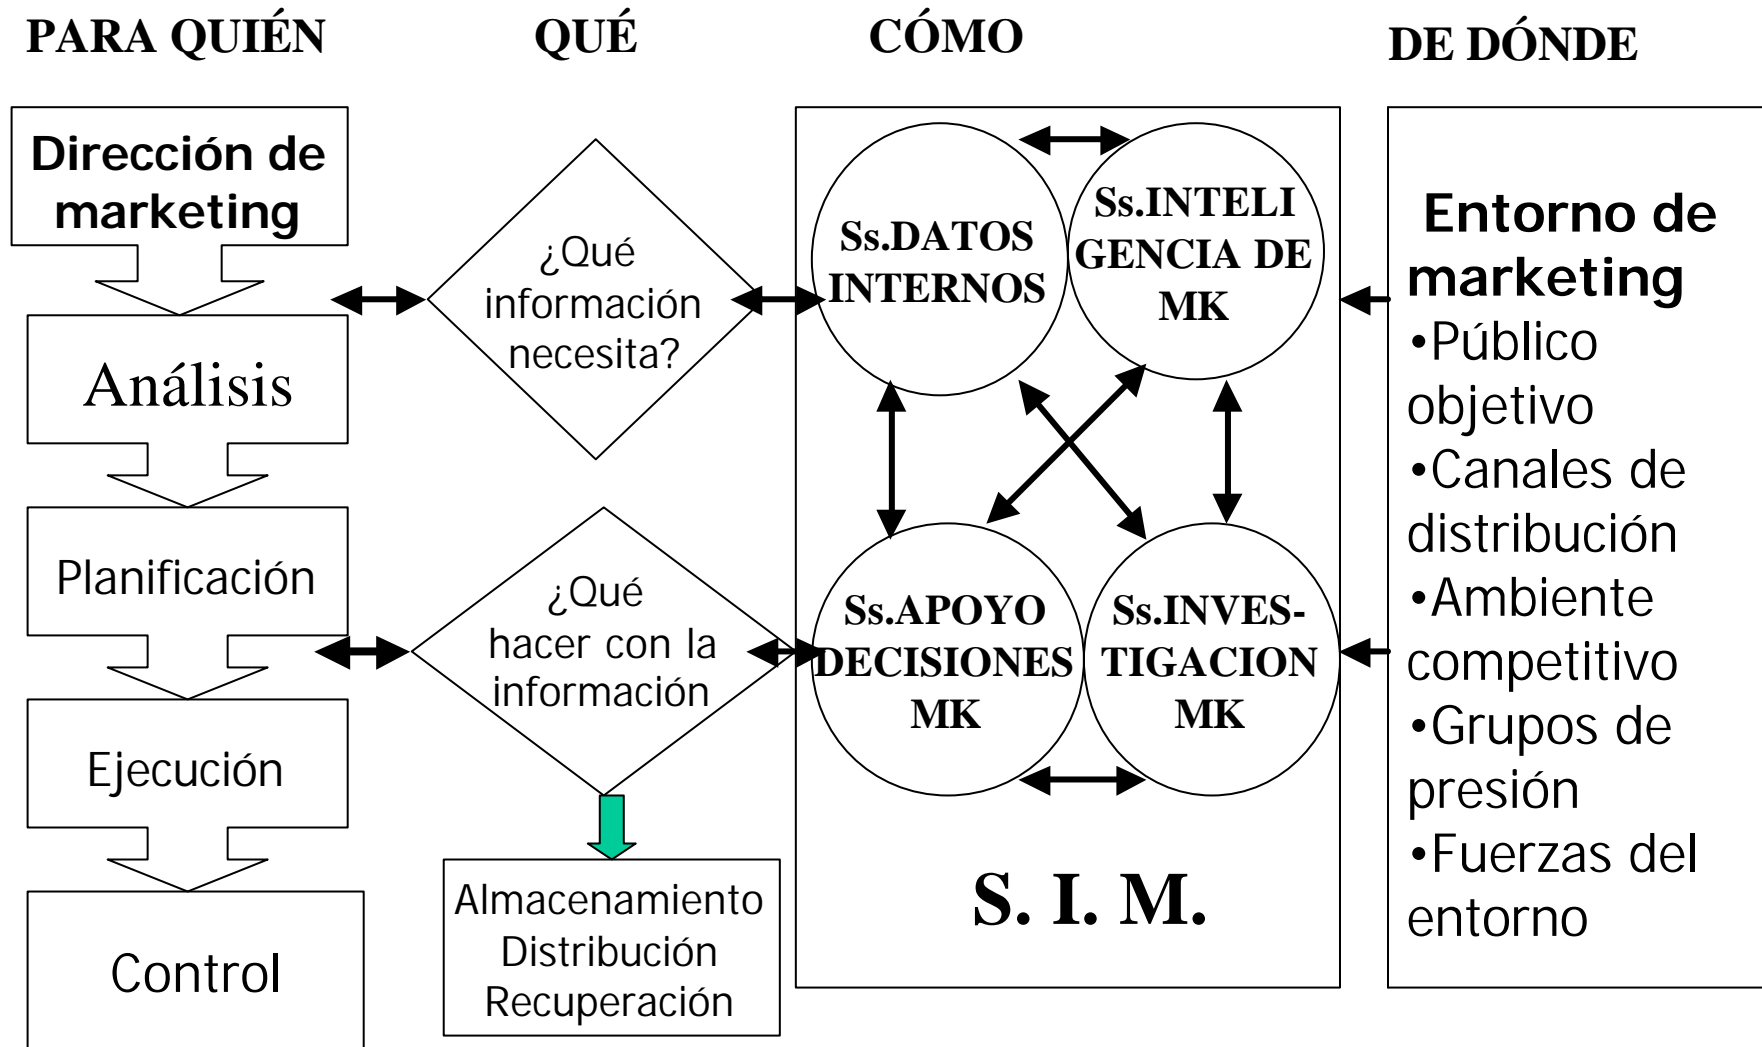 PARA QUIÉN
QUÉ
CÓMO
DE DÓNDE
Dirección de
marketing
Análisis
Planificación
Ejecución
Control
¿Qué
información
necesita?
¿Qué
hacer con la
información
Almacenamiento
Distribución
Recuperación
Ss.DATOS
INTERNOS
Ss.INTELI
GENCIA DE
MK
Ss.APOYO
DECISIONES
MK
Ss.INVES-
TIGACION
MK
S. I. M.
Entorno de
marketing
•Público
objetivo
•Canales de
distribución
•Ambiente
competitivo
•Grupos de
presión
•Fuerzas del
entorno